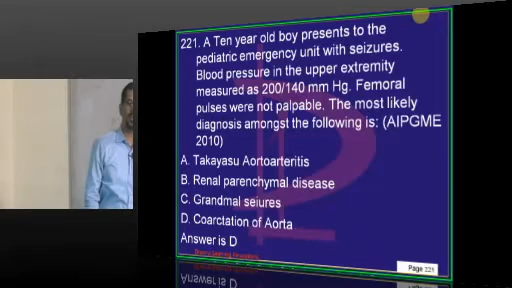 221. A Ten year old boy presents to the
pediatric emergency unit with seizures.
Blood pressure in the upper extremity
measured as 200/140 mm Hg. Femoral
pulses were not palpable. The most likely
diagnosis amongst the following is: (AIPGME
2010)
A. Takayasu Aortoarteritis
B. Renal parenchymal disease
C. Grandmal seiures
D. Coarctation of Aorta
Answer is D
Page 221